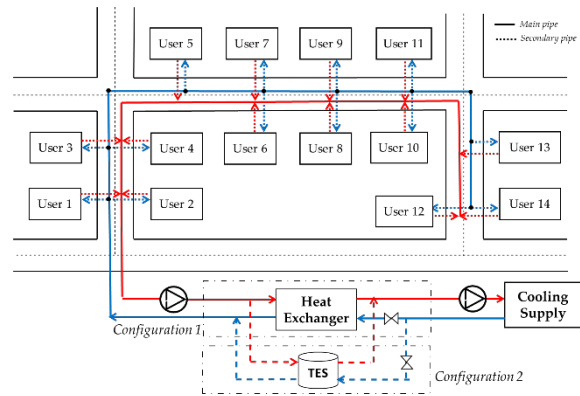 Main pipe
Secondary pipe
User 5
User 7
User 9
User 11
User 3
User 4
User 6
User 8
User 10
User 13
User 1
User 2
User 12
User 14
Heat
Exchanger
Cooling
Supply
Configuration 1
TES
Configuration 2